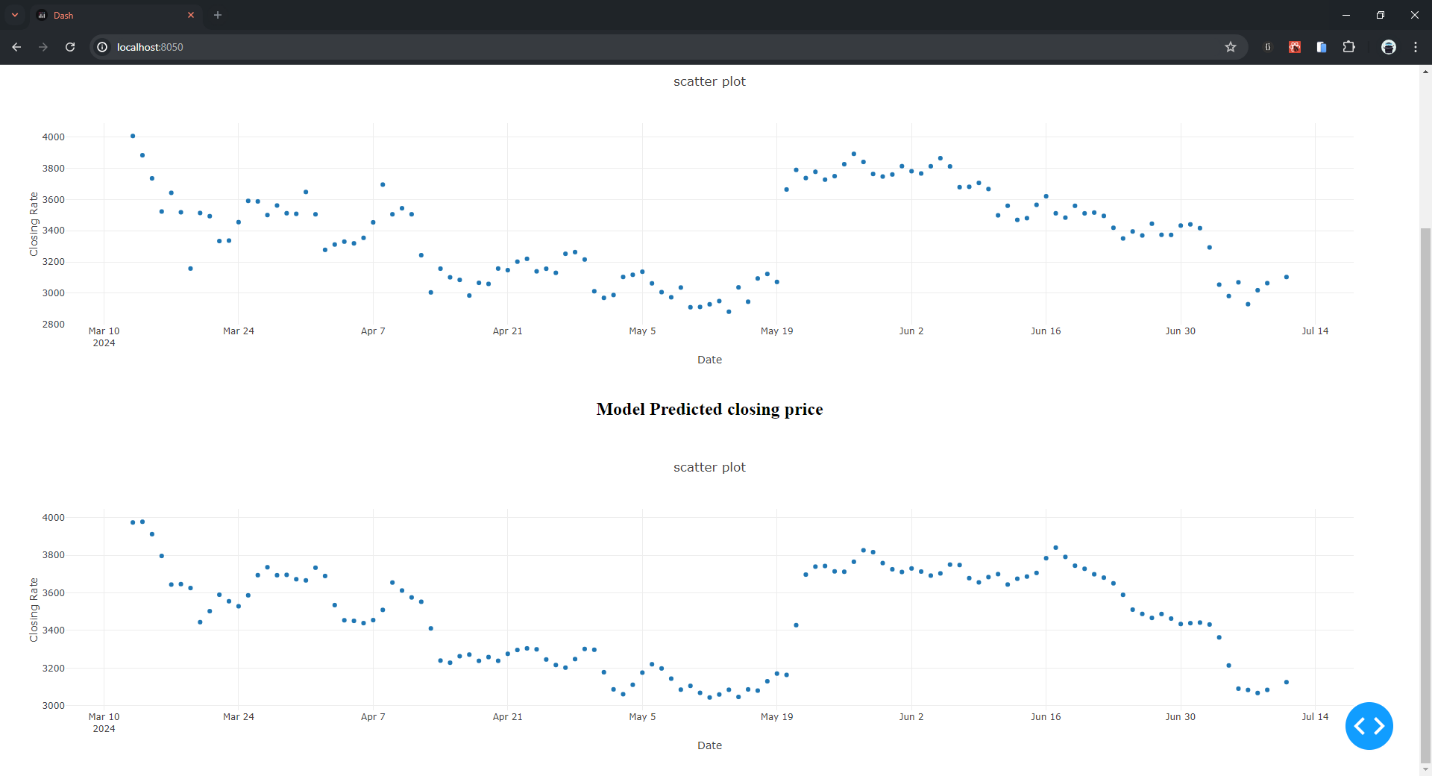 Dash
localhost:8050
scatter plot
4000
3800
3600
3400
3200
3000
2800
Closing Rate
Mar 10 Mar 24 Apr 7 Apr 21 May 5 May 19 Jun 2 Jun 16 Jun 30 Jul 14
2024
Date
Model Predicted closing price
scatter plot
4000
3800
3600
3400
3200
3000
Closing Rate
Mar 10 Mar 24 Apr 7 Apr 21 May 5 May 19 Jun 2 Jun 16 Jun 30 Jul 14
2024
Date